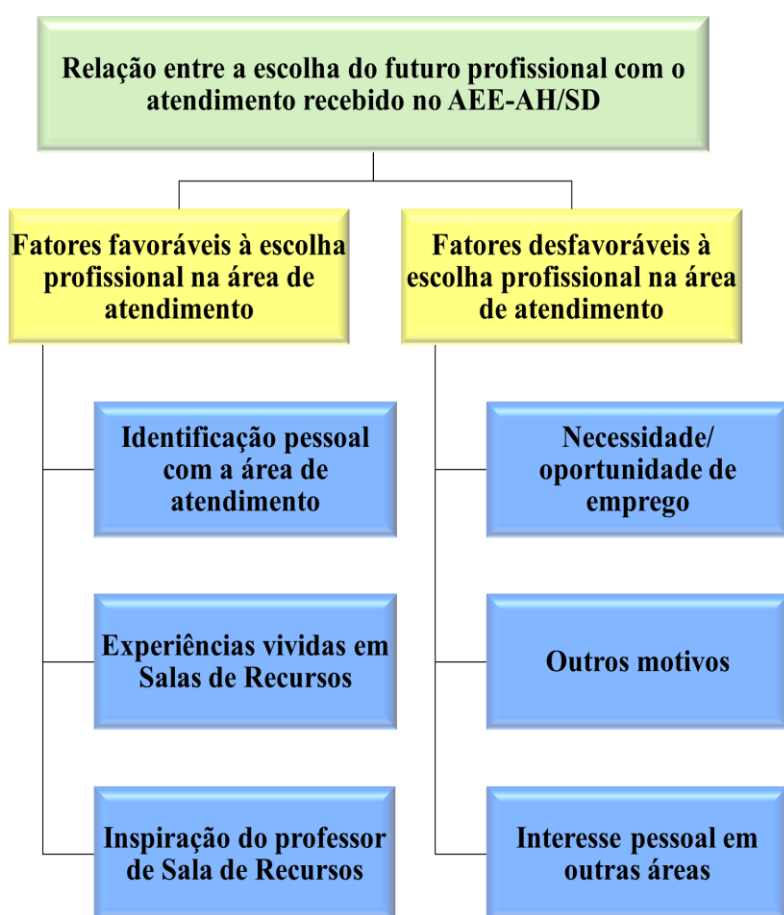 Relação entre a escolha do futuro profissional com o
atendimento recebido no AEE-AH/SD
Fatores favoráveis à escolha
profissional na área de
atendimento
Identificação pessoal
com a área de
atendimento
Experiências vividas em
Salas de Recursos
Inspiração do professor
de Sala de Recursos
Fatores desfavoráveis à
escolha profissional na área
de atendimento
Necessidade/
oportunidade de
emprego
Outros motivos
Interesse pessoal em
outras áreas